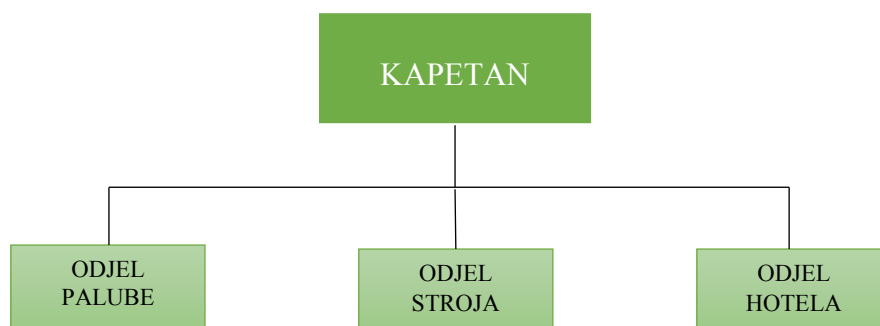 KAPETAN
ODJEL
PALUBE
ODJEL
STROJA
ODJEL
HOTELA